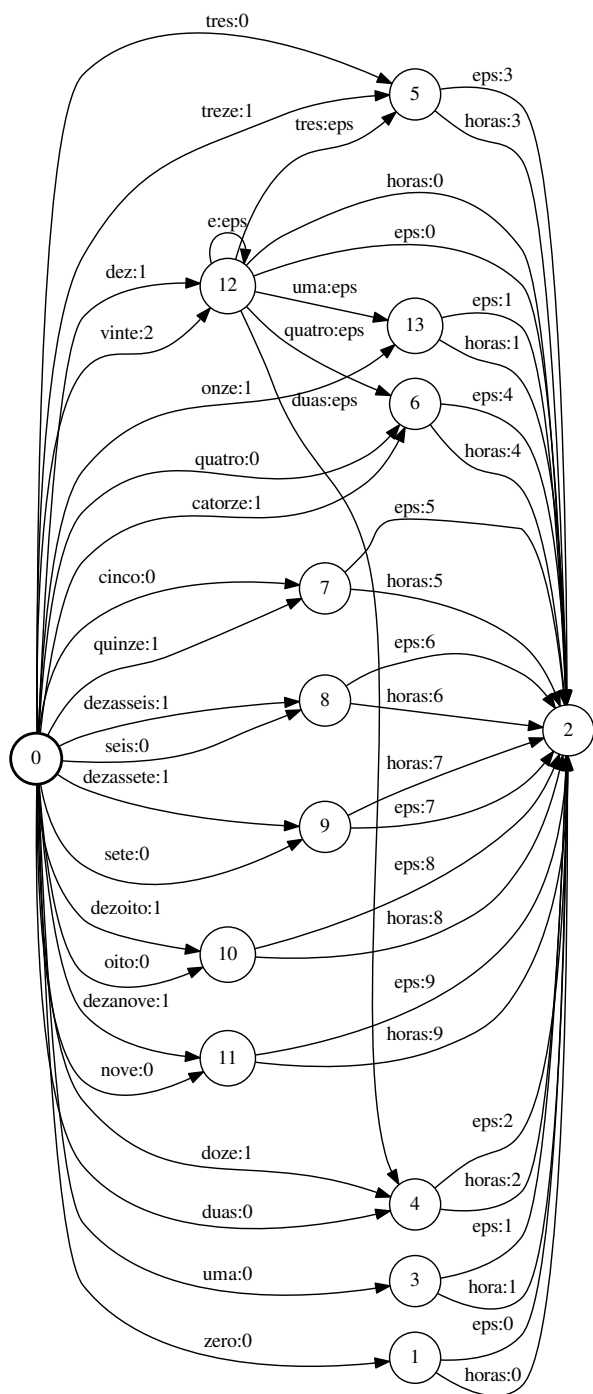 tres:0
eps:3
5
treze:1
horas:3
tres:eps
horas:0
e:eps
eps:0
dez:1
12
uma:eps
eps:1
vinte:2
13
quatro:eps
horas:1
onze:1
duas:eps
6
eps:4
quatro:0
horas:4
catorze:1
eps:5
cinco:0
7
horas:5
quinze:1
eps:6
dezasseis:1
8
horas:6
seis:0
2
0
horas:7
dezassete:1
9
eps:7
sete:0
eps:8
dezoito:1
horas:8
10
oito:0
eps:9
dezanove:1
horas:9
11
nove:0
eps:2
doze:1
horas:2
4
duas:0
eps:1
uma:0
3
hora:1
eps:0
zero:0
1
horas:0